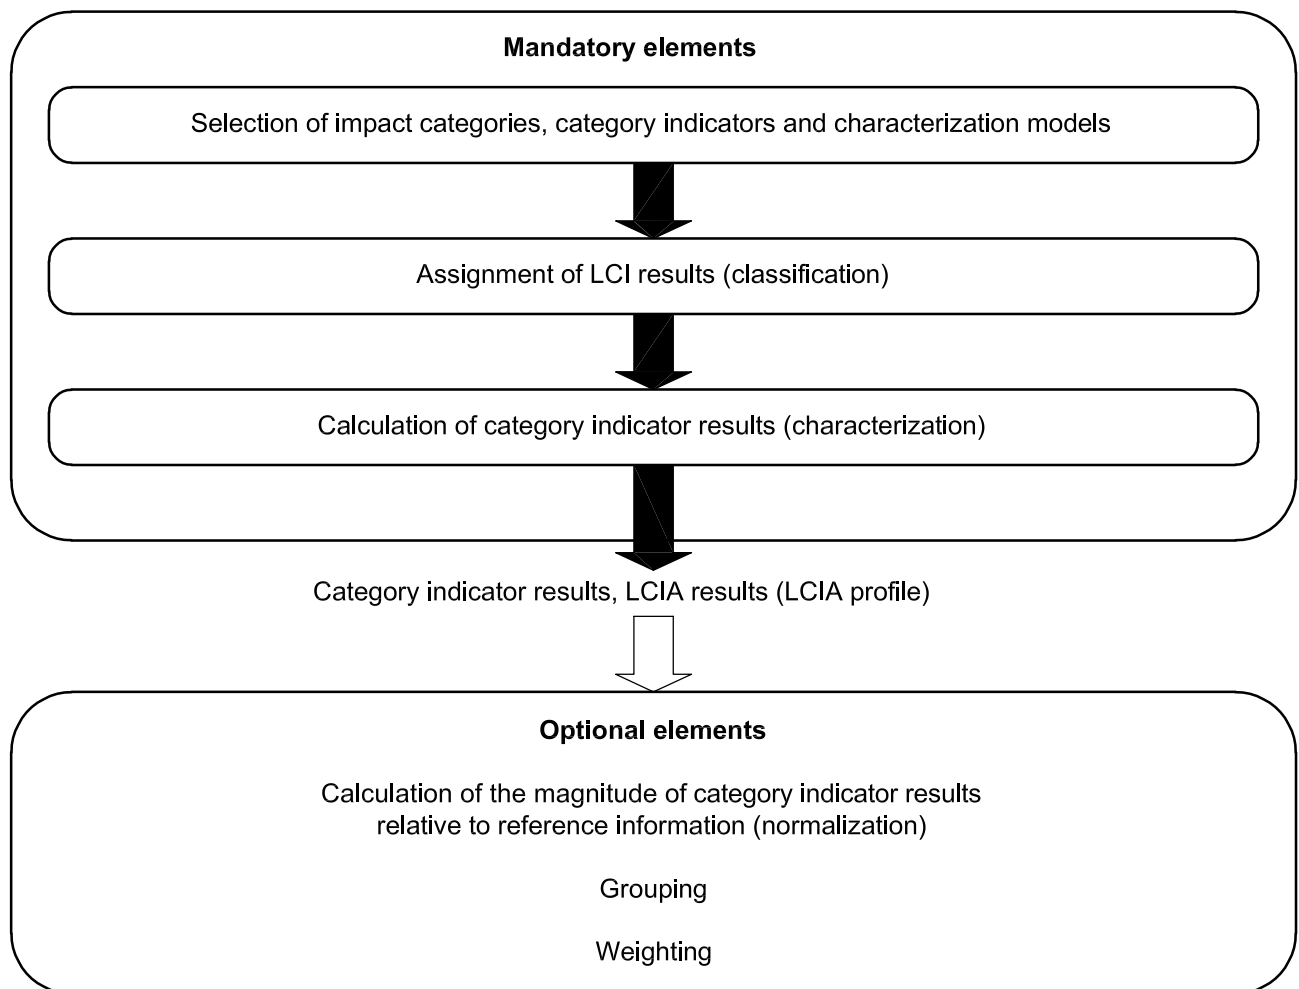 Mandatory elements
Selection of impact categories, category indicators and characterization models
Assignment of LCI results (classification)
Calculation of category indicator results (characterization)
Category indicator results, LCIA results (LCIA profile)
Optional elements
Calculation of the magnitude of category indicator results
relative to reference information (normalization)
Grouping
Weighting